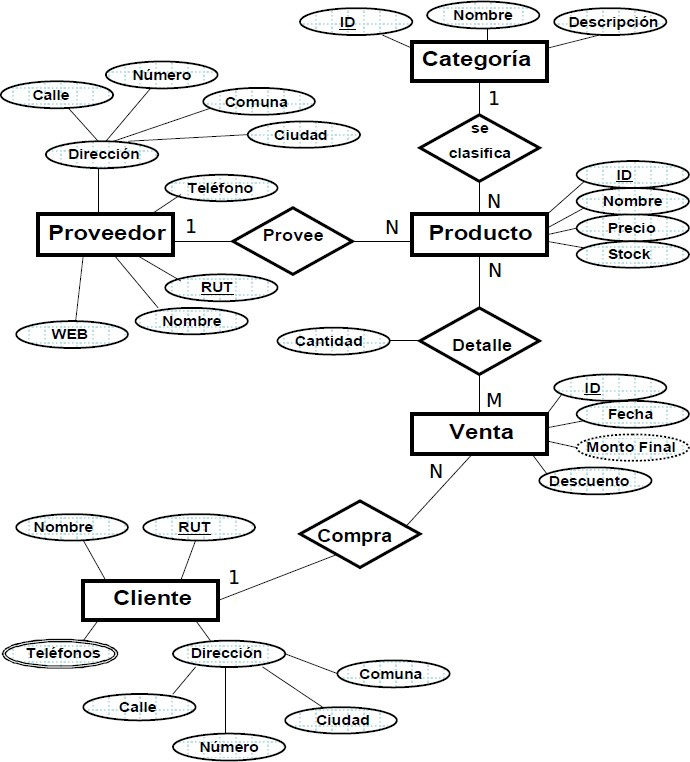 ID
Nombre
Descripción
Categoría
1
se
clasifica
N
Número
Calle
Comuna
Ciudad
Dirección
Teléfono
Proveedor
1
Provee
N
Producto
ID
Nombre
Precio
Stock
RUT
Nombre
WEB
N
Cantidad
Detalle
M
Venta
ID
Fecha
Monto Final
Descuento
N
Compra
1
Nombre
RUT
Cliente
Teléfonos
Dirección
Comuna
Calle
Ciudad
Número